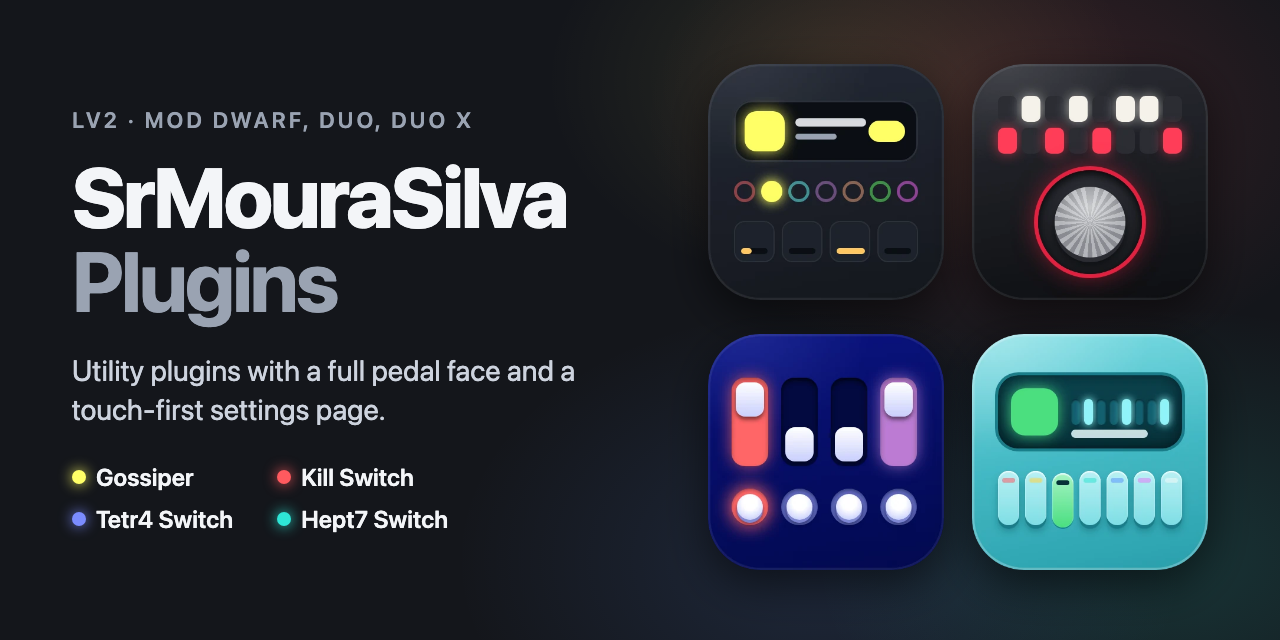 LV2 · MOD DWARF, DUO, DUO X
SrMouraSilva
Plugins
Utility plugins with a full pedal face and a
touch-first settings page.
Gossiper
Kill Switch
Tetr4 Switch
Hept7 Switch